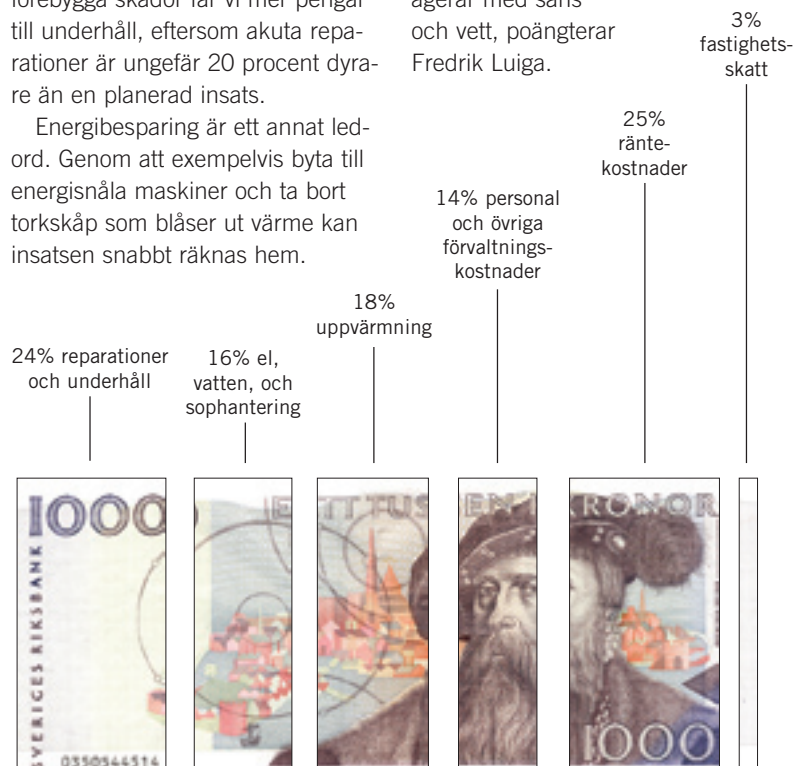 förebygga skador får vi mer pengar
till underhåll, eftersom akuta repa-
rationer är ungefär 20 procent dyra-
re än en planerad insats.
Energibesparing är ett annat led-
ord. Genom att exempelvis byta till
energisnåla maskiner och ta bort
torkskåp som blåser ut värme kan
insatsen snabbt räknas hem.
agerar med sans
och vett, poängterar
Fredrik Luiga.
24% reparationer
och underhåll
16% el,
vatten, och
sophantering
18%
uppvärmning
14% personal
och övriga
förvaltnings-
kostnader
25%
ränte-
kostnader
3%
fastighets-
skatt
1000
ETT TUSEN KRONOR
SVERIGES RIKSBANK
0350544514
1000